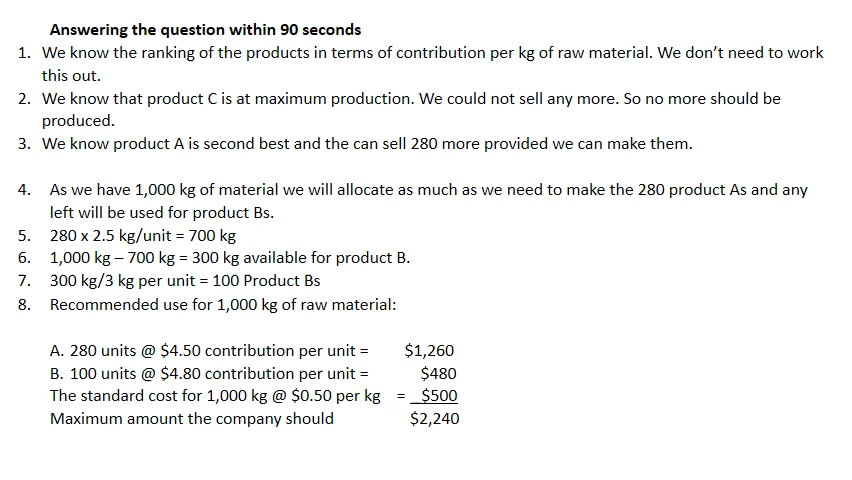 Answering the question within 90 seconds
1. We know the ranking of the products in terms of contribution per kg of raw material. We don’t need to work
this out.
2. We know that product C is at maximum production. We could not sell any more. So no more should be
produced.
3. We know product A is second best and the can sell 280 more provided we can make them.
4. As we have 1,000 kg of material we will allocate as much as we need to make the 280 product As and any
left will be used for product Bs.
5. 280 x 2.5 kg/unit = 700 kg
6. 1,000 kg – 700 kg = 300 kg available for product B.
7. 300 kg/3 kg per unit = 100 Product Bs
8. Recommended use for 1,000 kg of raw material:
A. 280 units @ $4.50 contribution per unit = $1,260
B. 100 units @ $4.80 contribution per unit = $480
The standard cost for 1,000 kg @ $0.50 per kg = $500
Maximum amount the company should $2,240